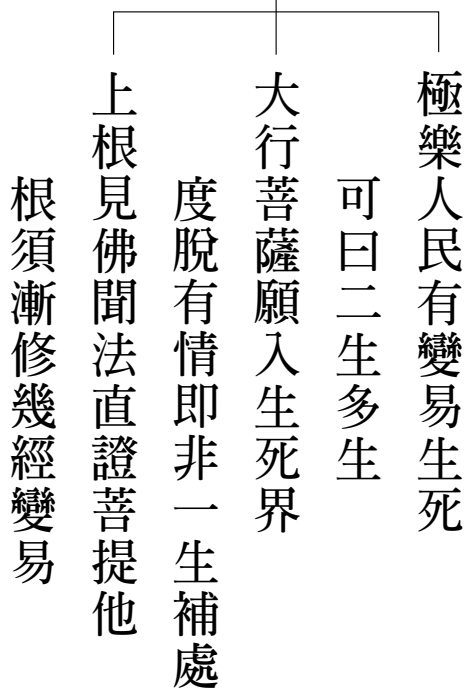 極樂人民有變易生死
可曰二生多生
大行菩薩願入生死界
度脫有情即非一生補處
上根見佛聞法直證菩提他
根須漸修幾經變易